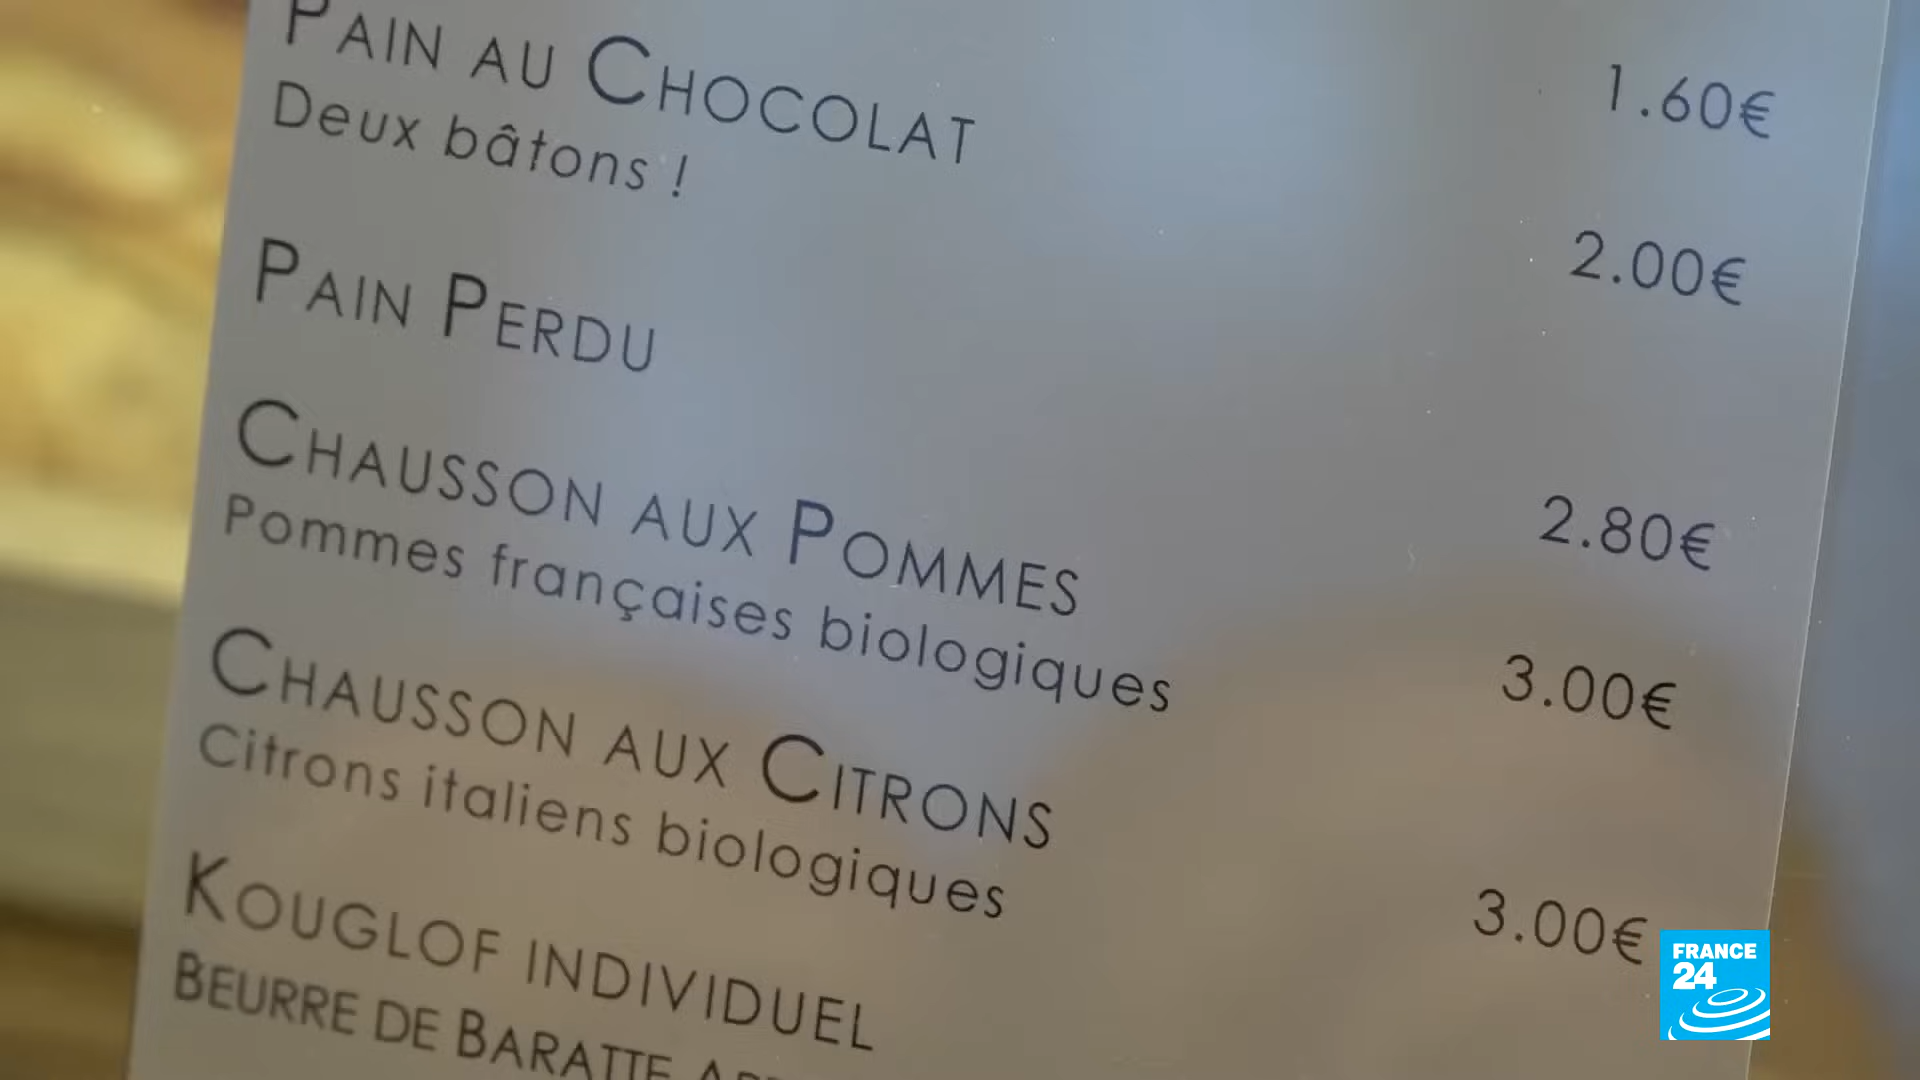 1.60€
PAIN AU CHOCOLAT 2.00€
Deux bâtons !
PAIN PERDU 2.80€
CHAUSSON AUX POMMES 3.00€
Pommes françaises biologiques
CHAUSSON AUX CITRONS 3.00€
Citrons italiens biologiques
KOUGLOF INDIVIDUEL
BEURRE DE BARATTE
FRANCE
24